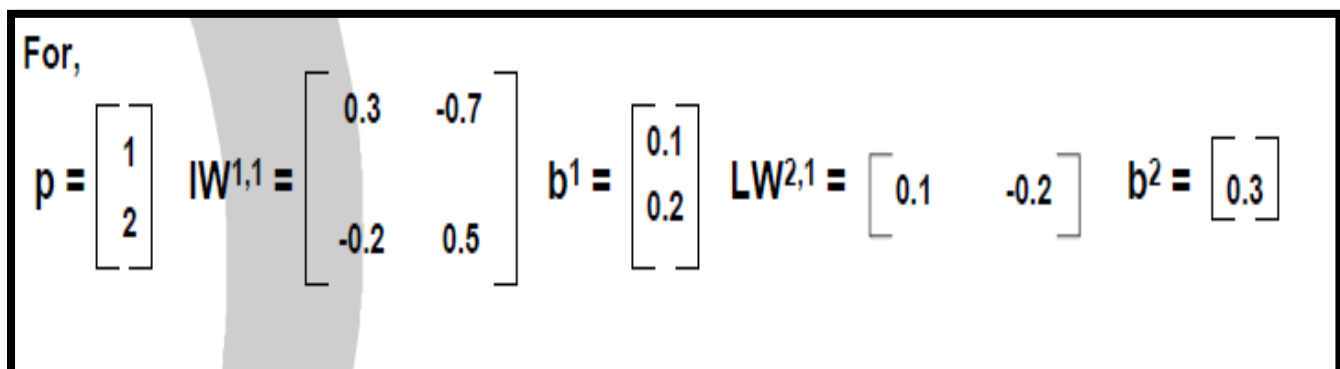 For,
p = [ 1 2 ] IW1,1 = [ 0.3 -0.7 -0.2 0.5 ] b1 = [ 0.1 0.2 ] LW2,1 = [ 0.1 -0.2 ] b2 = [ 0.3 ]